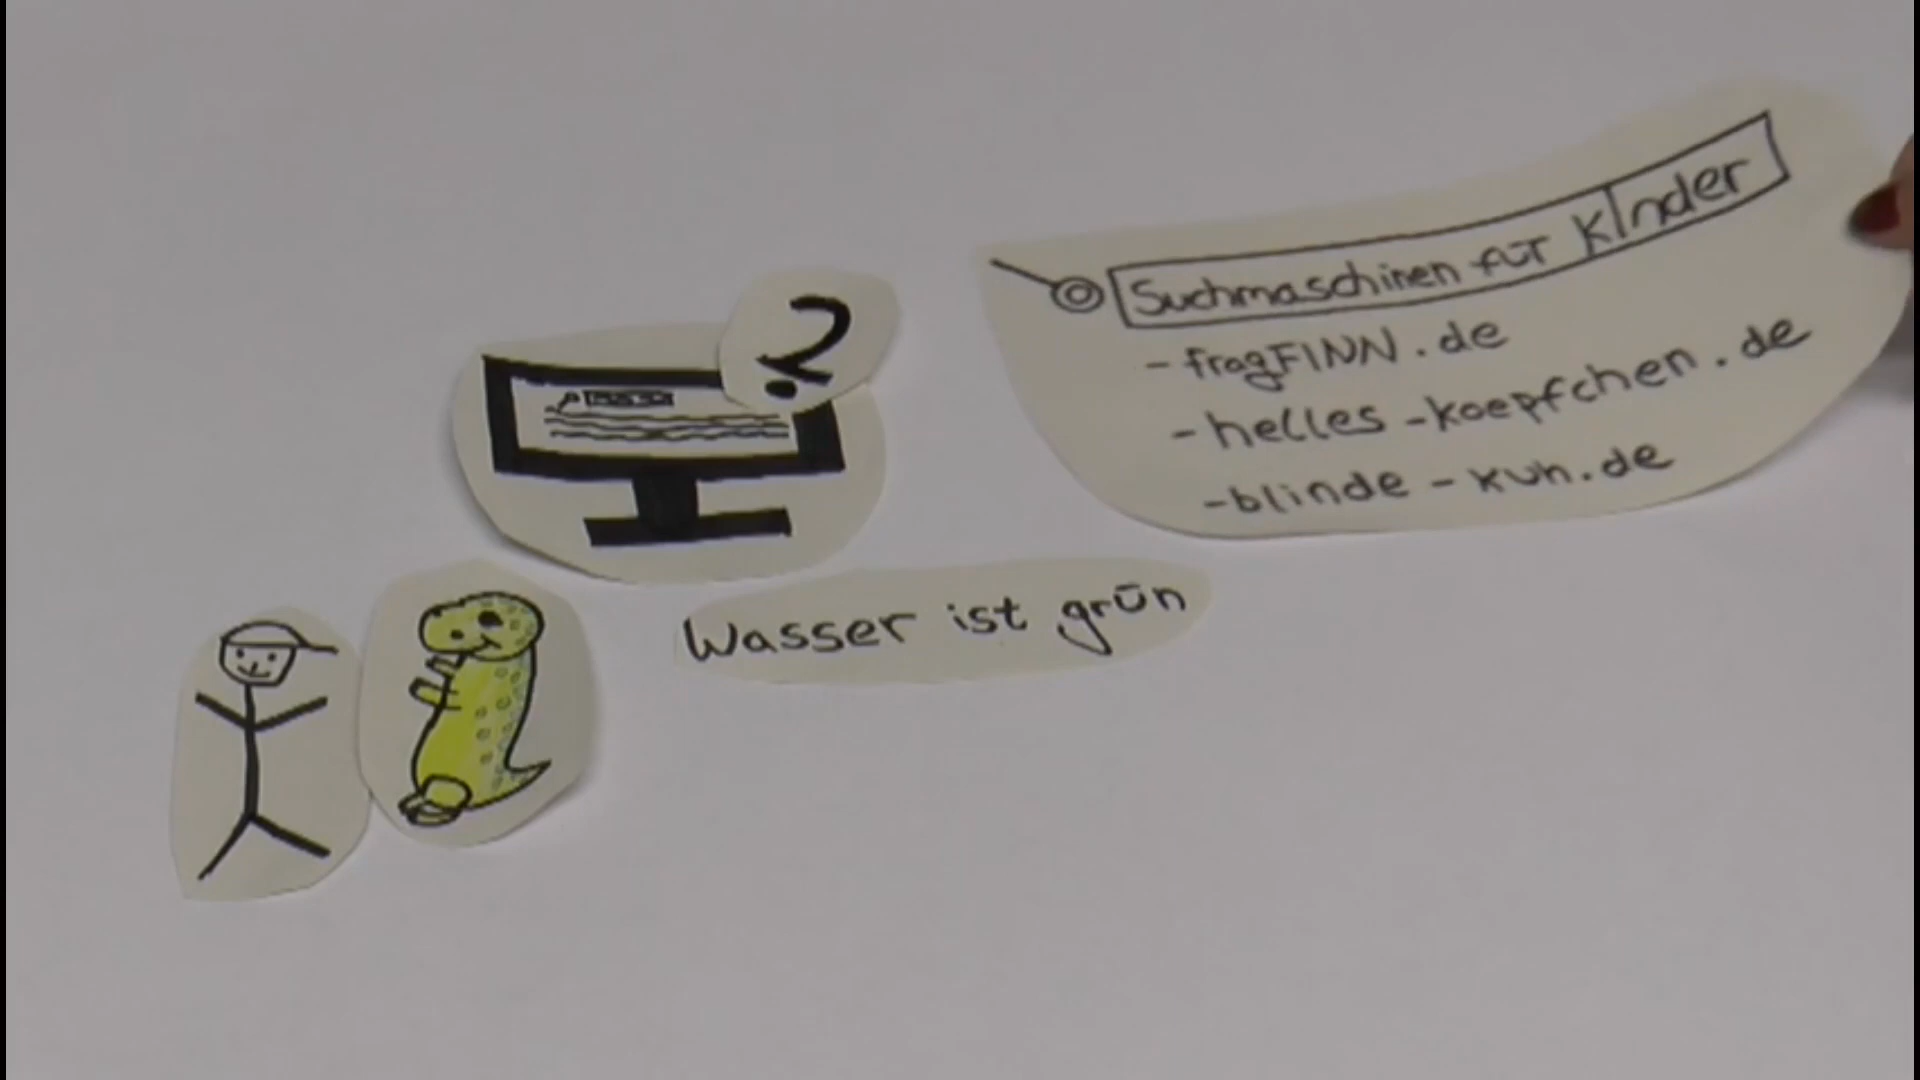 Suchmaschinen für KInder
- fragFINN.de
- helles-koepfchen.de
- blinde-kuh.de
?
Wasser ist grün